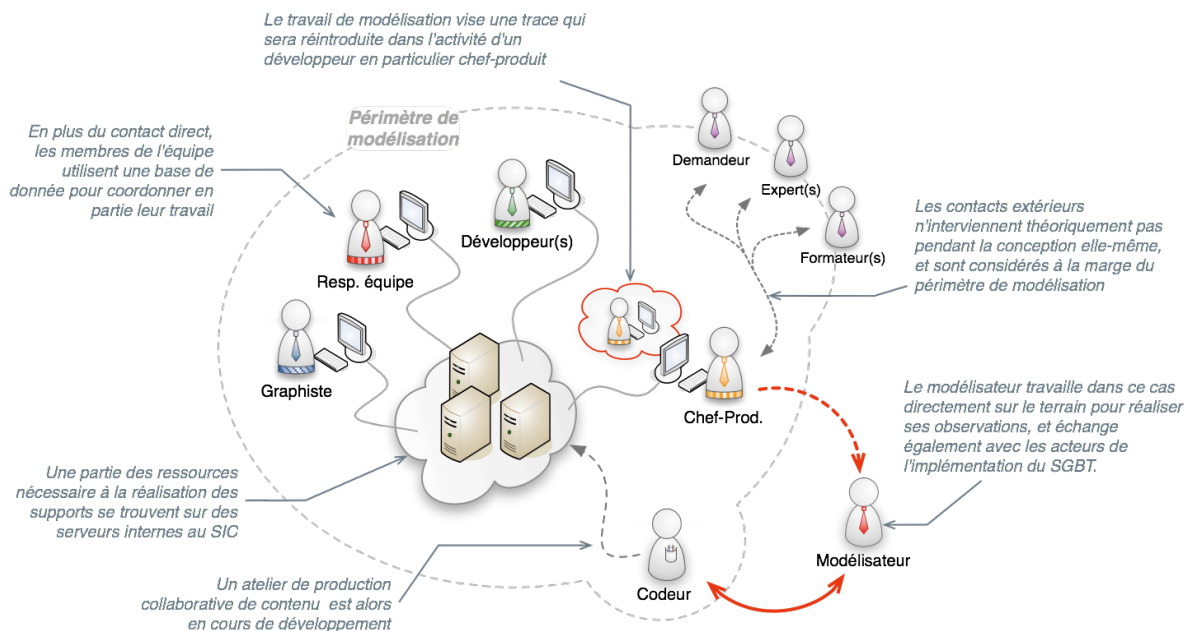 Le travail de modélisation vise une trace qui
sera réintroduite dans l'activité d'un
développeur en particulier chef-produit
Périmètre de
modélisation
En plus du contact direct,
les membres de l'équipe
utilisent une base de
donnée pour coordonner en
partie leur travail
Demandeur
Expert(s)
Formateur(s)
Développeur(s)
Resp. équipe
Graphiste
Les contacts extérieurs
n'interviennent théoriquement pas
pendant la conception elle-même,
et sont considérés à la marge du
périmètre de modélisation
Chef-Prod.
Le modélisateur travaille dans ce cas
directement sur le terrain pour réaliser
ses observations, et échange
également avec les acteurs de
l'implémentation du SGBT.
Une partie des ressources
nécessaire à la réalisation des
supports se trouvent sur des
serveurs internes au SIC
Modélisateur
Codeur
Un atelier de production
collaborative de contenu est alors
en cours de développement